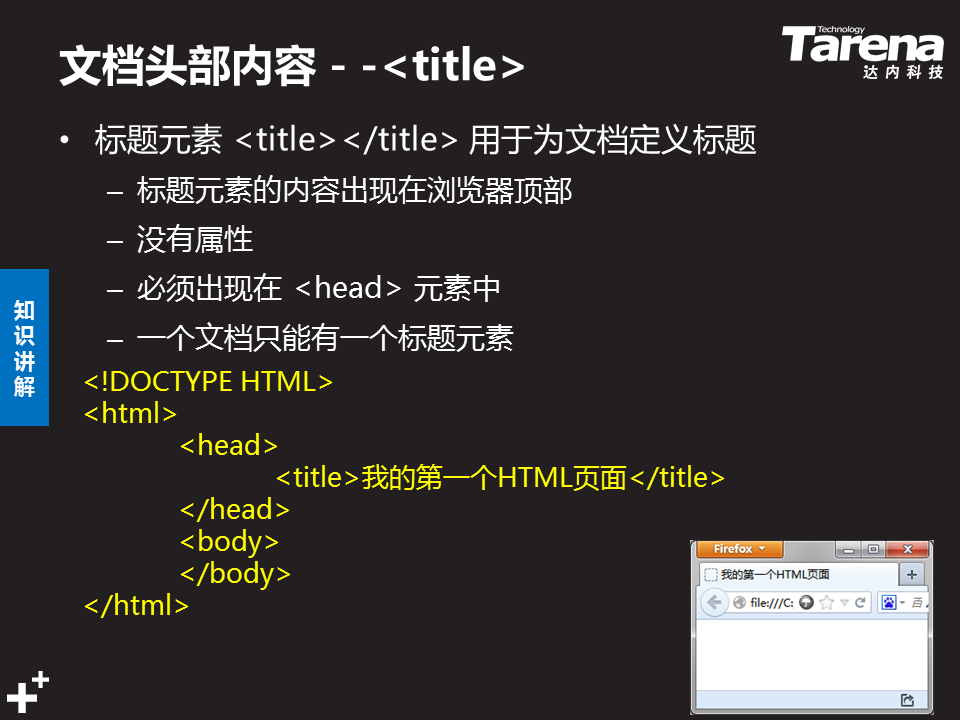 文档头部内容 - -<title>
Technology
Tarena
达内科技
• 标题元素 <title></title> 用于为文档定义标题
– 标题元素的内容出现在浏览器顶部
– 没有属性
– 必须出现在 <head> 元素中
– 一个文档只能有一个标题元素
知识讲解
<!DOCTYPE HTML>
<html>
<head>
<title>我的第一个HTML页面</title>
</head>
<body>
</body>
</html>
Firefox
我的第一个HTML页面
file:///C:
百